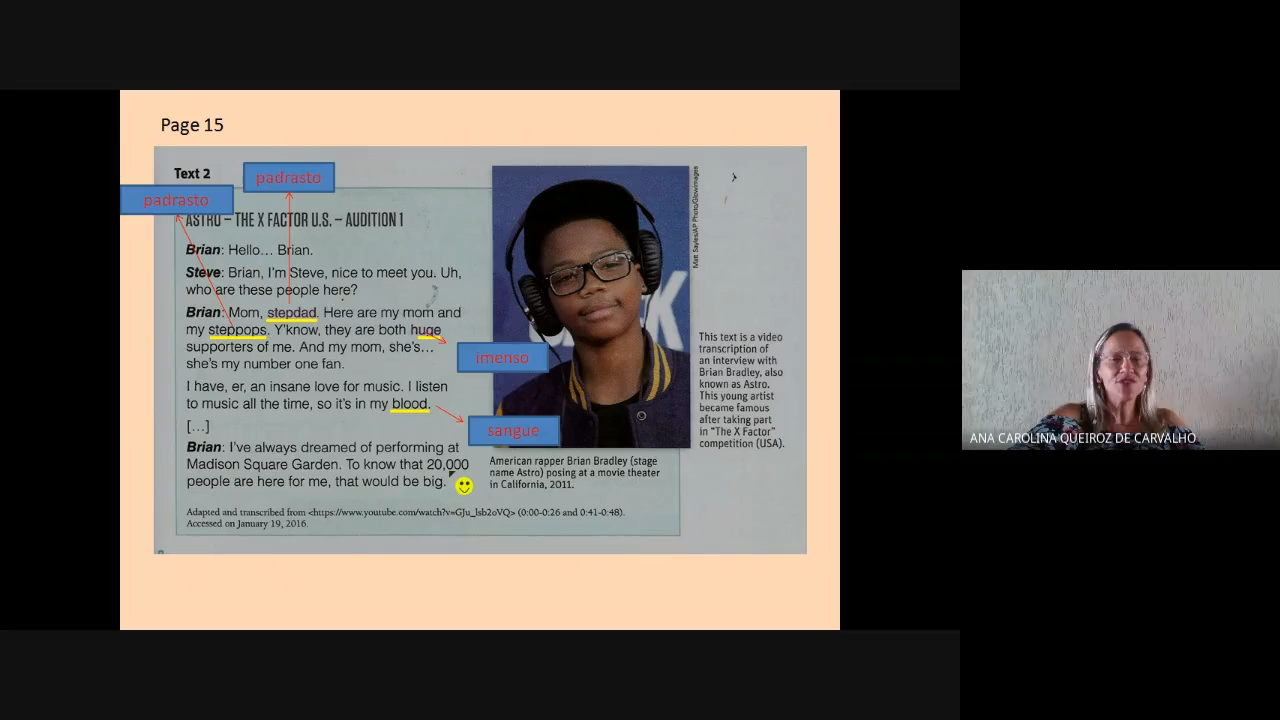 Page 15
Text 2
padrasto
padrasto
ASTRO – THE X FACTOR U.S. – AUDITION 1
Brian: Hello… Brian.
Steve: Brian, I'm Steve, nice to meet you. Uh,
who are these people here?
Brian: Mom, stepdad. Here are my mom and
my steppops. Y'know, they are both huge
supporters of me. And my mom, she's…
she's my number one fan.
imenso
I have, er, an insane love for music. I listen
to music all the time, so it's in my blood.
sangue
[…]
Brian: I've always dreamed of performing at
Madison Square Garden. To know that 20,000
people are here for me, that would be big.
Adapted and transcribed from <https://www.youtube.com/watch?v=GJu_lsb2oVQ> (0:00-0:26 and 0:41-0:48).
Accessed on January 19, 2016.
Matt Sayles/AP Photo/Glowimages
American rapper Brian Bradley (stage
name Astro) posing at a movie theater
in California, 2011.
This text is a video
transcription of
an interview with
Brian Bradley, also
known as Astro.
This young artist
became famous
after taking part
in "The X Factor"
competition (USA).
ANA CAROLINA QUEIROZ DE CARVALHO